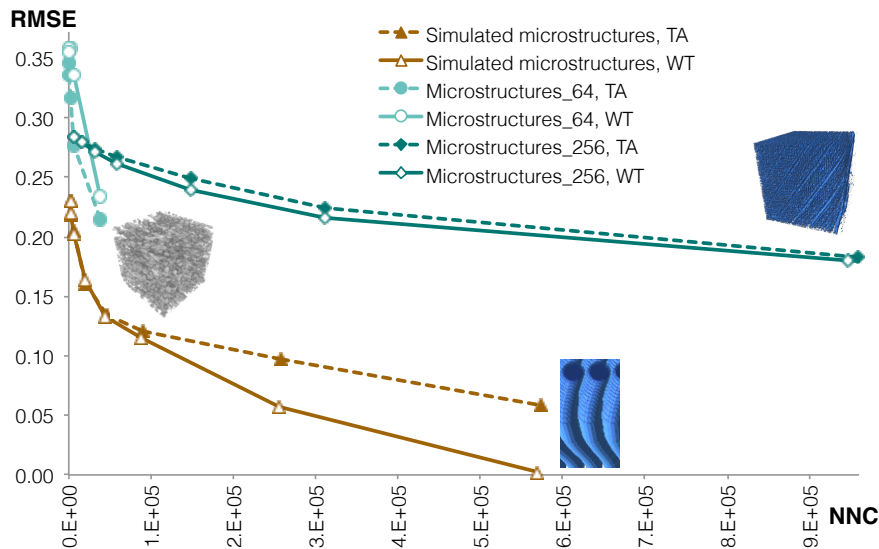 RMSE
0.35
0.30
0.25
0.20
0.15
0.10
0.05
0.00
Simulated microstructures, TA
Simulated microstructures, WT
Microstructures_64, TA
Microstructures_64, WT
Microstructures_256, TA
Microstructures_256, WT
0.E+00
1.E+05
2.E+05
3.E+05
4.E+05
5.E+05
6.E+05
7.E+05
8.E+05
9.E+05
NNC